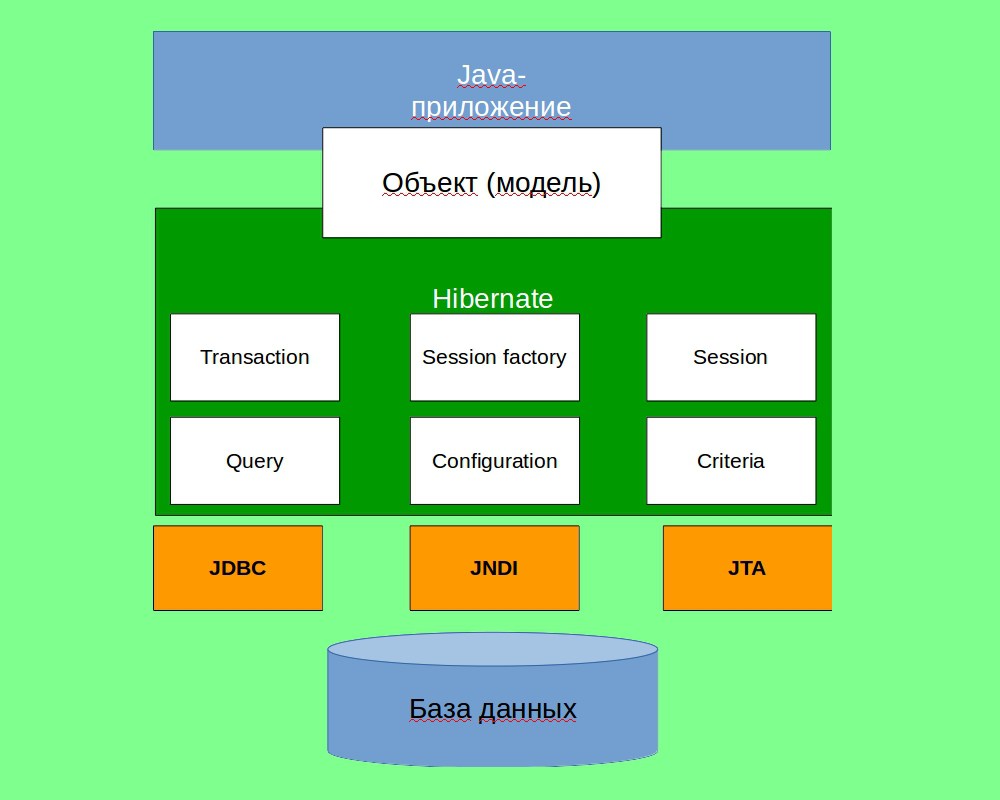 Java-
приложение
Объект (модель)
Hibernate
Transaction
Session factory
Session
Query
Configuration
Criteria
JDBC
JNDI
JTA
База данных